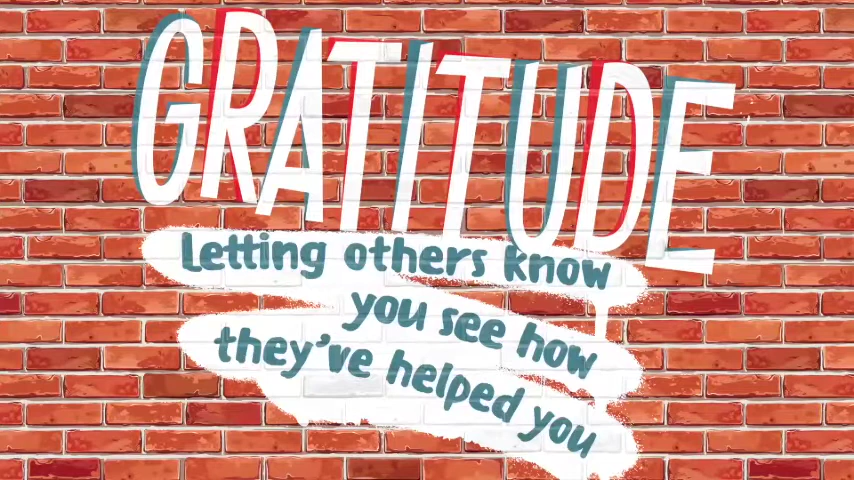 GRATITUDE
Letting others know
you see how
they've helped you